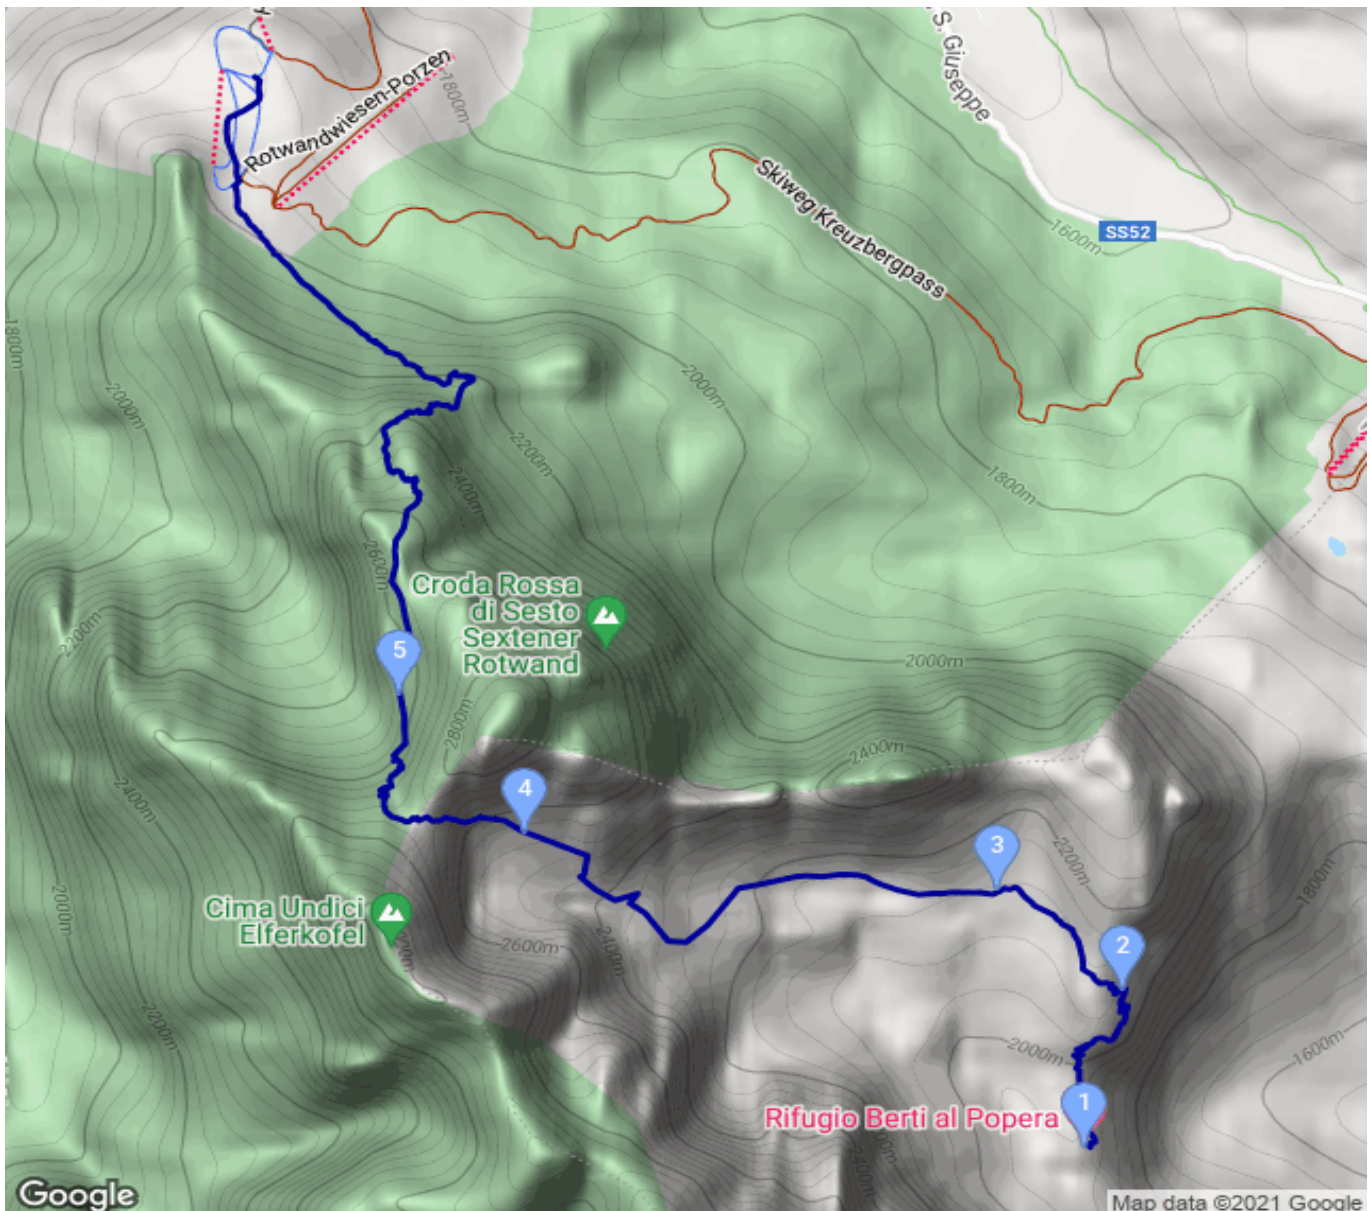 Rotwandwiesen-Porzen
1800m
S. Giuseppe
Skiweg Kreuzbergpass
1600m
SS52
1800m
2000m
2000m
2200m
2400m
1800m
2600m
Croda Rossa
di Sesto
Sextener
Rotwand
2200m
5
2000m
2800m
2400m
4
2400m
3
2200m
1800m
Cima Undici
Elferkofel
2000m
2600m
2400m
2
2200m
2000m
1600m
1
Rifugio Berti al Popera
2400m
Google
Map data ©2021 Google